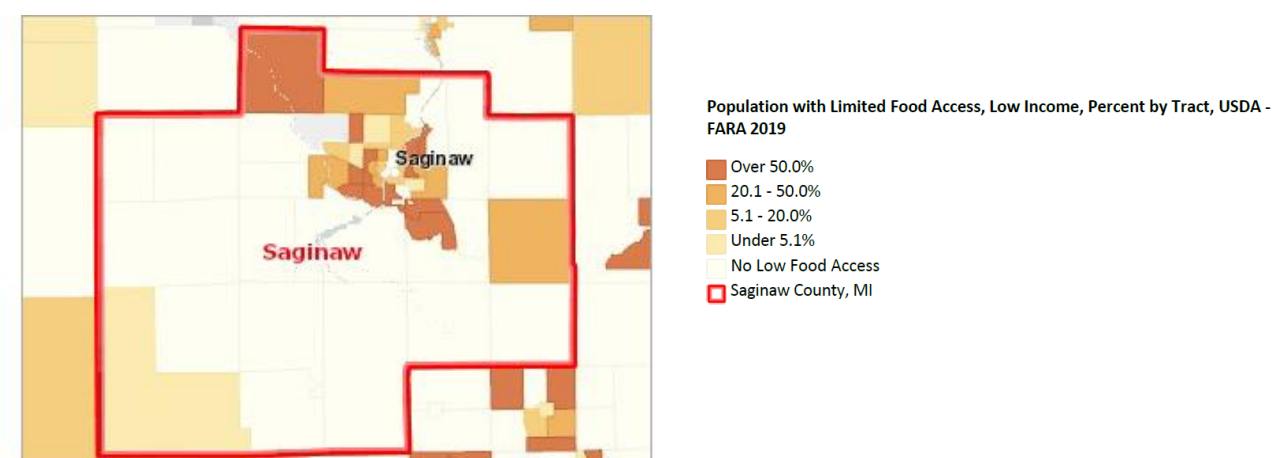 Saginaw
Saginaw
Population with Limited Food Access, Low Income, Percent by Tract, USDA -
FARA 2019
Over 50.0%
20.1 - 50.0%
5.1 - 20.0%
Under 5.1%
No Low Food Access
Saginaw County, MI